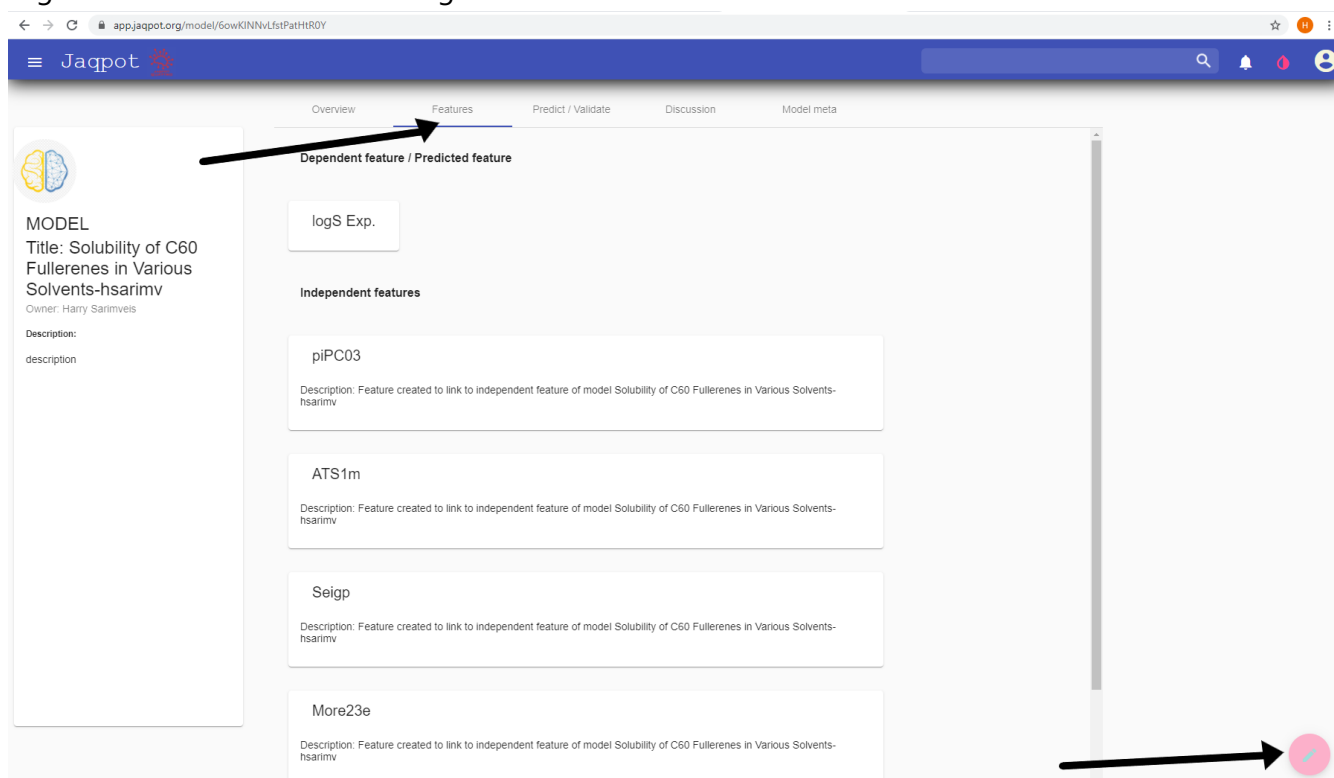 app.jaqpot.org/model/6owKlNNvLfstPatHtR0Y
H
Jaqpot
Overview Features Predict / Validate Discussion Model meta
MODEL
Title: Solubility of C60
Fullerenes in Various
Solvents-hsarimv
Owner: Harry Sarimveis
Description:
description
Dependent feature / Predicted feature
logS Exp.
Independent features
piPC03
Description: Feature created to link to independent feature of model Solubility of C60 Fullerenes in Various Solvents-
hsarimv
ATS1m
Description: Feature created to link to independent feature of model Solubility of C60 Fullerenes in Various Solvents-
hsarimv
Seigp
Description: Feature created to link to independent feature of model Solubility of C60 Fullerenes in Various Solvents-
hsarimv
More23e
Description: Feature created to link to independent feature of model Solubility of C60 Fullerenes in Various Solvents-
hsarimv